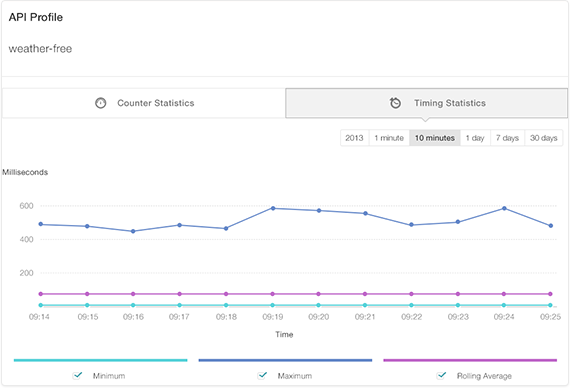 API Profile
weather-free
Counter Statistics
Timing Statistics
2013 1 minute 10 minutes 1 day 7 days 30 days
Milliseconds
600
400
200
09:14 09:15 09:16 09:17 09:18 09:19 09:20 09:21 09:22 09:23 09:24 09:25
Time
Minimum Maximum Rolling Average